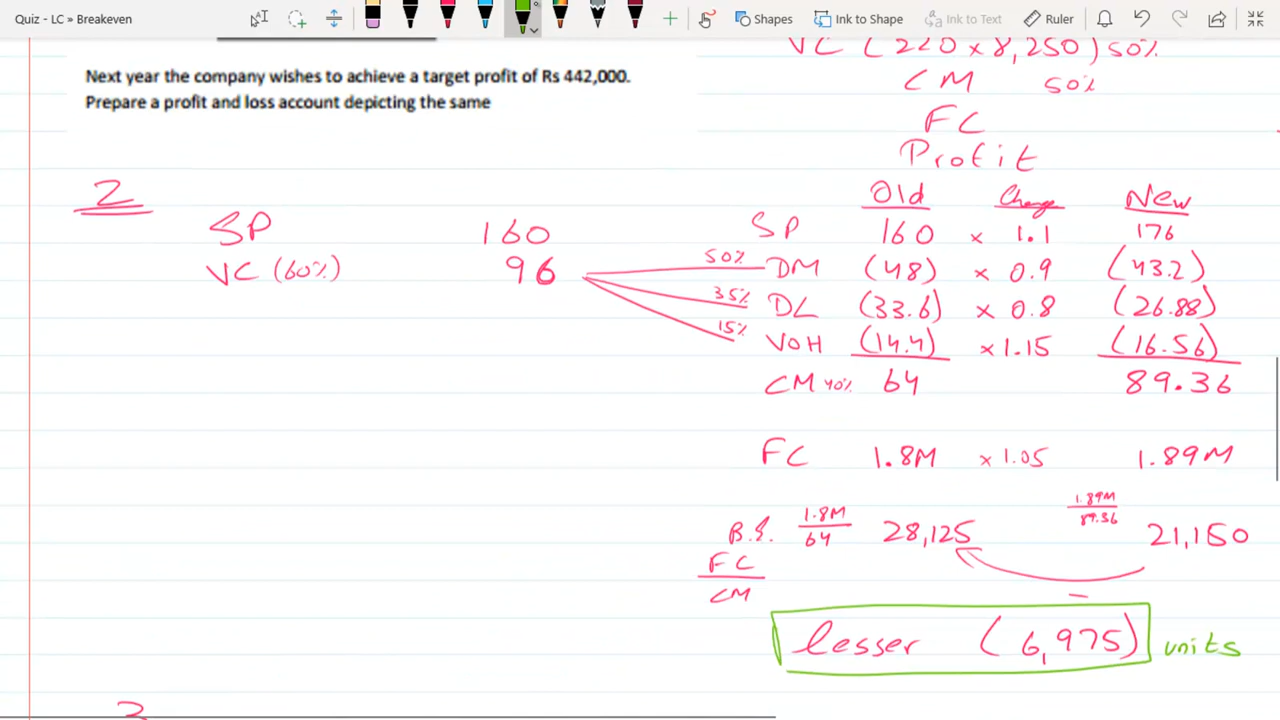 Quiz - LC » Breakeven
Shapes Ink to Shape Ink to Text Ruler
Next year the company wishes to achieve a target profit of Rs 442,000.
Prepare a profit and loss account depicting the same
VC (220 x 8,250) 50%
CM 50%
FC
Profit
2
SP 160
VC (60%) 96
Old Change New
SP 160 x 1.1 176
50% DM (48) x 0.9 (43.2)
35% DL (33.6) x 0.8 (26.88)
15% VOH (14.4) x 1.15 (16.56)
CM 40% 64 89.36
FC 1.8M x 1.05 1.89M
B.E. 1.8M/64 28,125 1.89M/89.36 21,150
FC/CM
–
lesser (6,975) units
3